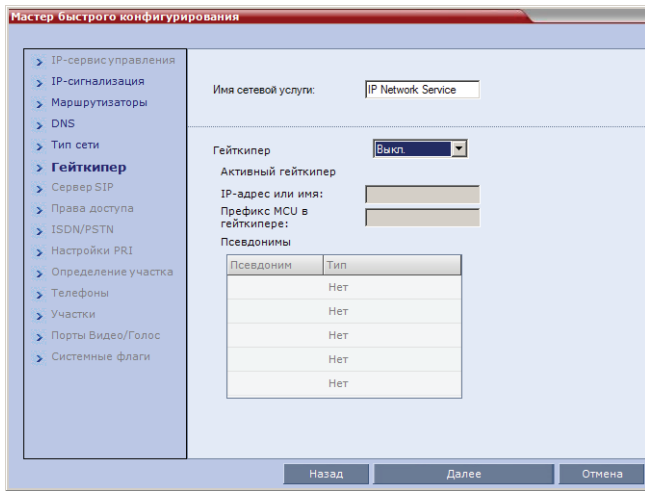 Мастер быстрого конфигурирования
IP-сервис управления
IP-сигнализация
Маршрутизаторы
DNS
Тип сети
Гейткипер
Сервер SIP
Права доступа
ISDN/PSTN
Настройки PRI
Определение участка
Телефоны
Участки
Порты Видео/Голос
Системные флаги
Имя сетевой услуги: IP Network Service
Гейткипер Выкл.
Активный гейткипер
IP-адрес или имя:
Префикс MCU в
гейткипере:
Псевдонимы
Псевдоним Тип
Нет
Нет
Нет
Нет
Нет
Назад Далее Отмена